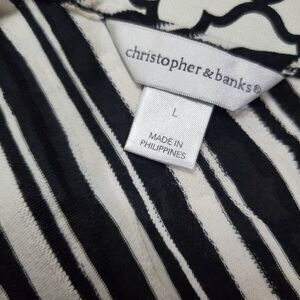 christopher & banks®
L
MADE IN
PHILIPPINES